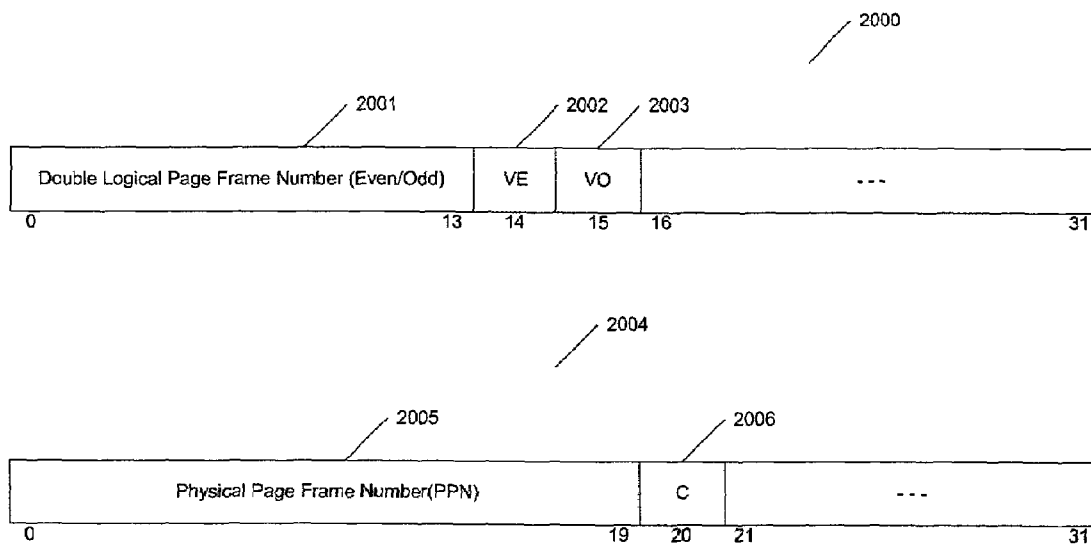 2000
2001 2002 2003
Double Logical Page Frame Number (Even/Odd) VE VO ---
0 13 14 15 16 31
2004
2005 2006
Physical Page Frame Number(PPN) C ---
0 19 20 21 31